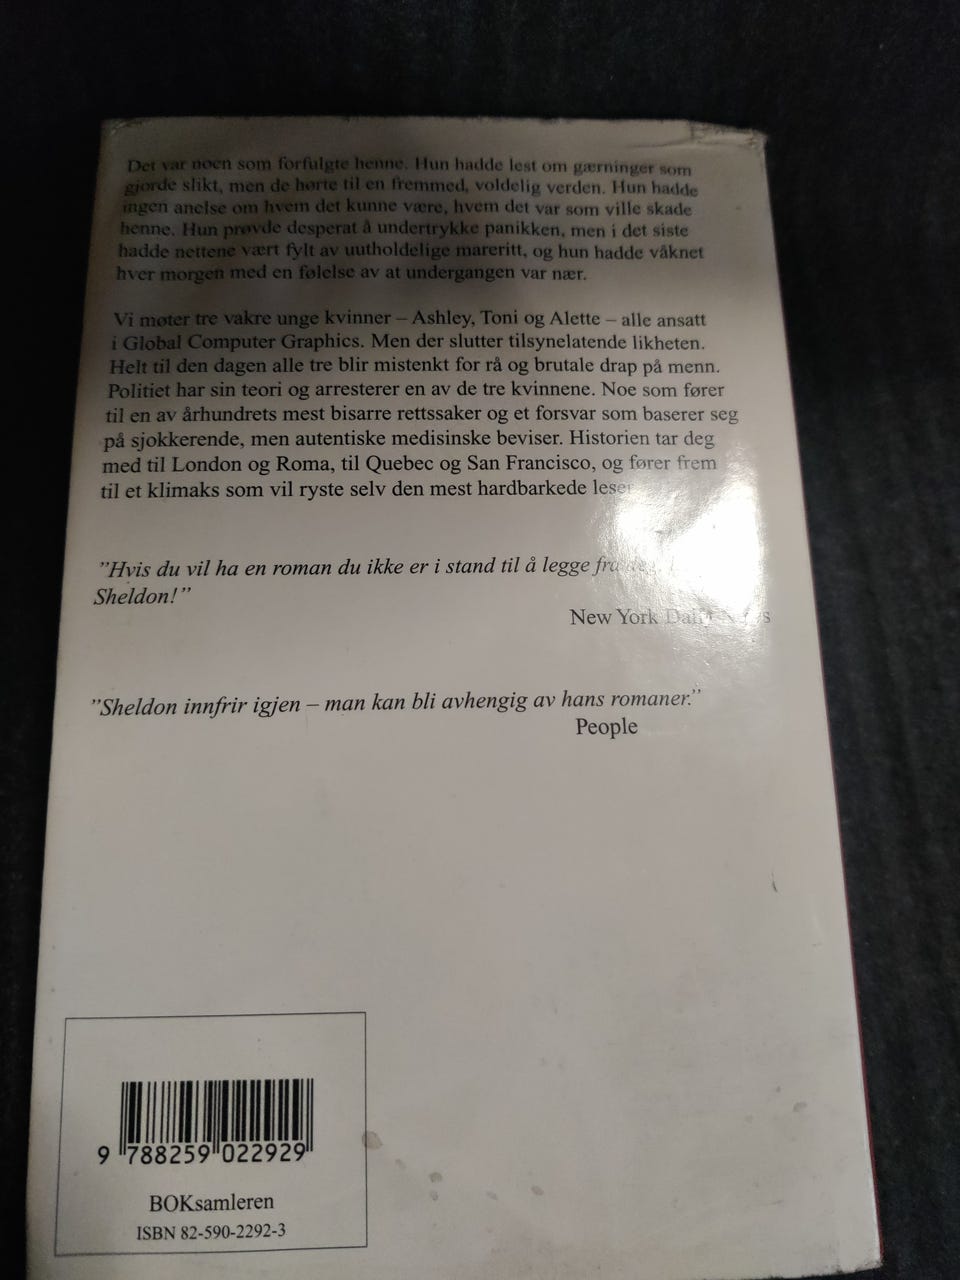 Det var noen som forfulgte henne. Hun hadde lest om gærninger som
gjorde slikt, men de hørte til en fremmed, voldelig verden. Hun hadde
ingen anelse om hvem det kunne være, hvem det var som ville skade
henne. Hun prøvde desperat å undertrykke panikken, men i det siste
hadde nettene vært fylt av uutholdelige mareritt, og hun hadde våknet
hver morgen med en følelse av at undergangen var nær.
Vi møter tre vakre unge kvinner – Ashley, Toni og Alette – alle ansatt
i Global Computer Graphics. Men der slutter tilsynelatende likheten.
Helt til den dagen alle tre blir mistenkt for rå og brutale drap på menn.
Politiet har sin teori og arresterer en av de tre kvinnene. Noe som fører
til en av århundrets mest bisarre rettssaker og et forsvar som baserer seg
på sjokkerende, men autentiske medisinske beviser. Historien tar deg
med til London og Roma, til Quebec og San Francisco, og fører frem
til et klimaks som vil ryste selv den mest hardbarkede
"Hvis du vil ha en roman du ikke er i stand til å legge fra
Sheldon!"
New York Daily
"Sheldon innfrir igjen – man kan bli avhengig av hans romaner."
People
9 788259 022929
BOKsamleren
ISBN 82-590-2292-3